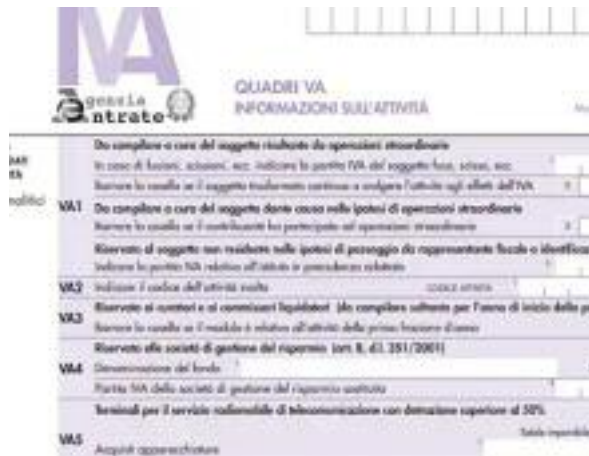 IVA
genzia
ntrate
QUADRI VA
INFORMAZIONI SULL'ATTIVITÀ
Da compilare a cura del soggetto risultante da operazioni straordinarie
In caso di fusioni, scissioni, ecc. indicare la partita IVA del soggetto fuso, scisso, ecc.
Barrare la casella se il soggetto trasformato continua a svolgere l'attività agli effetti dell'IVA
VA1 Da compilare a cura del soggetto dante causa nelle ipotesi di operazioni straordinarie
Barrare la casella se il contribuente ha partecipato ad operazioni straordinarie
Riservato al soggetto non residente nelle ipotesi di passaggio da rappresentante fiscale a identificaz
Indicare la partita IVA relativa all'istituto in precedenza adottato
VA2 Indicare il codice dell'attività svolta CODICE ATTIVITÀ
VA3 Riservato ai curatori e ai commissari liquidatori (da compilare soltanto per l'anno di inizio della p
Barrare la casella se il modulo è relativo all'attività della prima frazione d'anno
Riservato alle società di gestione del risparmio (art. 8, d.l. 351/2001)
VA4 Denominazione del fondo
Partita IVA della società di gestione del risparmio sostituita
Terminali per il servizio radiomobile di telecomunicazione con detrazione superiore al 50%
Totale imponibile
VA5 Acquisti apparecchiature